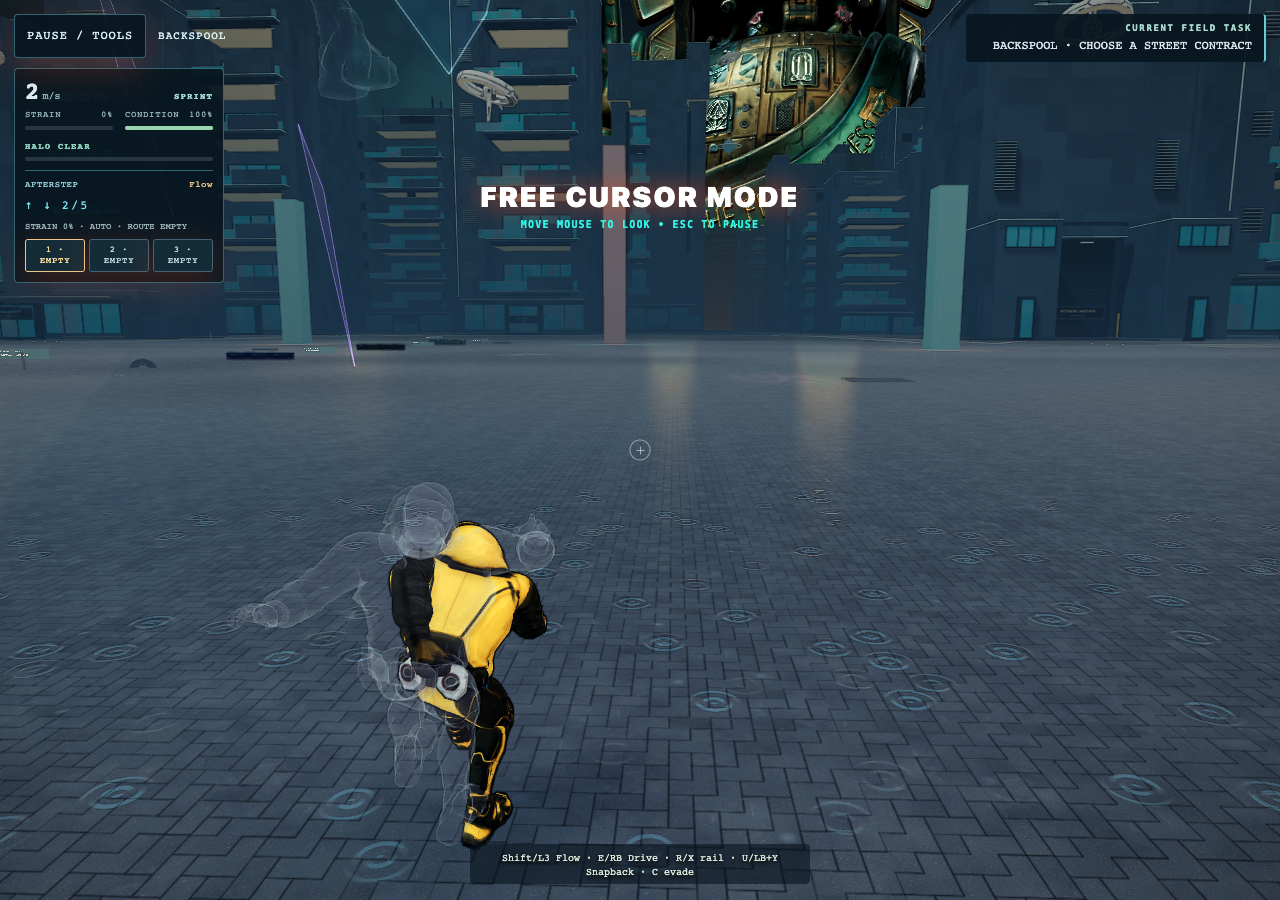 PAUSE / TOOLS
BACKSPOOL
CURRENT FIELD TASK
BACKSPOOL · CHOOSE A STREET CONTRACT
2 m/s
SPRINT
STRAIN 0%
CONDITION 100%
HALO CLEAR
AFTERSTEP
Flow
↑ ↓ 2/5
STRAIN 0% · AUTO · ROUTE EMPTY
1 · EMPTY
2 · EMPTY
3 · EMPTY
FREE CURSOR MODE
MOVE MOUSE TO LOOK • ESC TO PAUSE
Shift/L3 Flow · E/RB Drive · R/X rail · U/LB+Y
Snapback · C evade